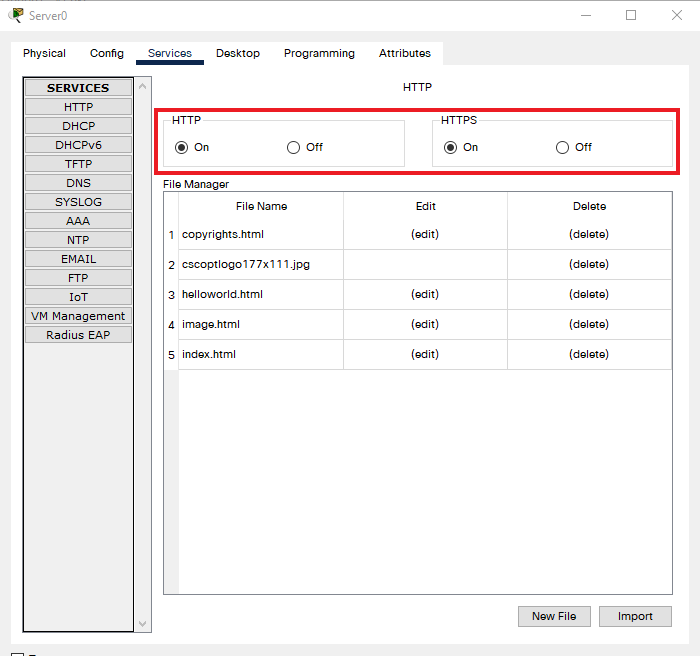 Server0
Physical Config Services Desktop Programming Attributes
SERVICES
HTTP
DHCP
DHCPv6
TFTP
DNS
SYSLOG
AAA
NTP
EMAIL
FTP
IoT
VM Management
Radius EAP
HTTP
HTTP HTTPS
On Off On Off
File Manager
File Name Edit Delete
1 copyrights.html (edit) (delete)
2 cscoptlogo177x111.jpg (delete)
3 helloworld.html (edit) (delete)
4 image.html (edit) (delete)
5 index.html (edit) (delete)
New File Import